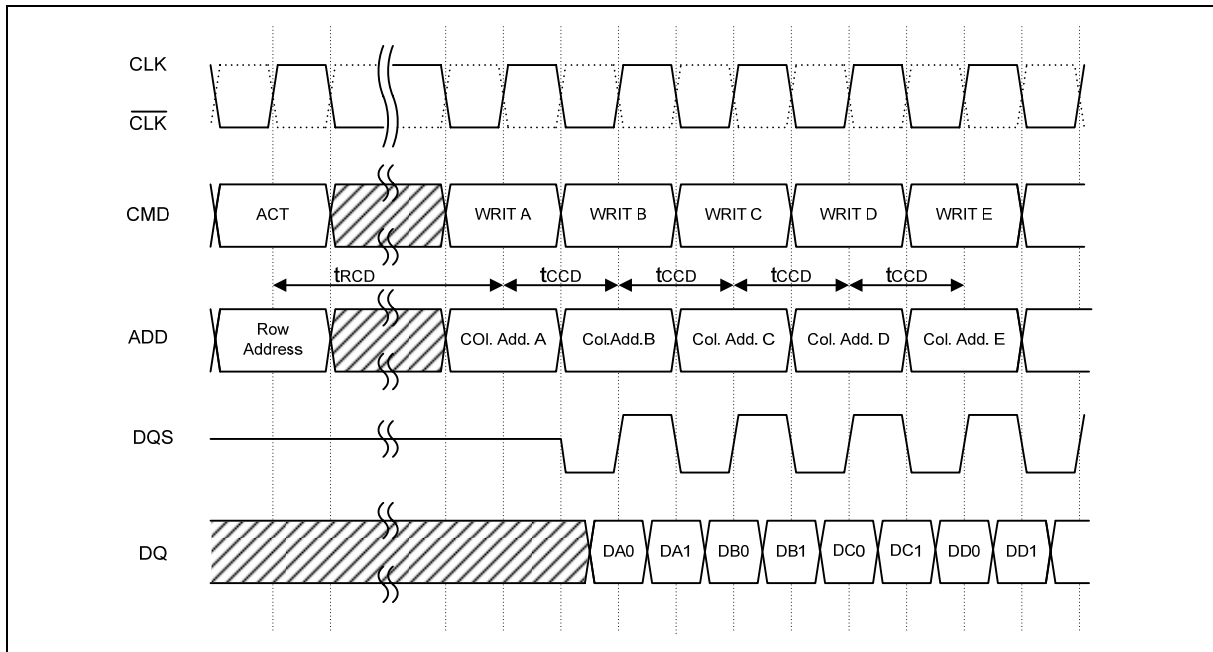 CLK
CLK
CMD
ACT
WRIT A
WRIT B
WRIT C
WRIT D
WRIT E
tRCD
tCCD
tCCD
tCCD
tCCD
ADD
Row
Address
COl. Add. A
Col.Add.B
Col. Add. C
Col. Add. D
Col. Add. E
DQS
DQ
DA0
DA1
DB0
DB1
DC0
DC1
DD0
DD1